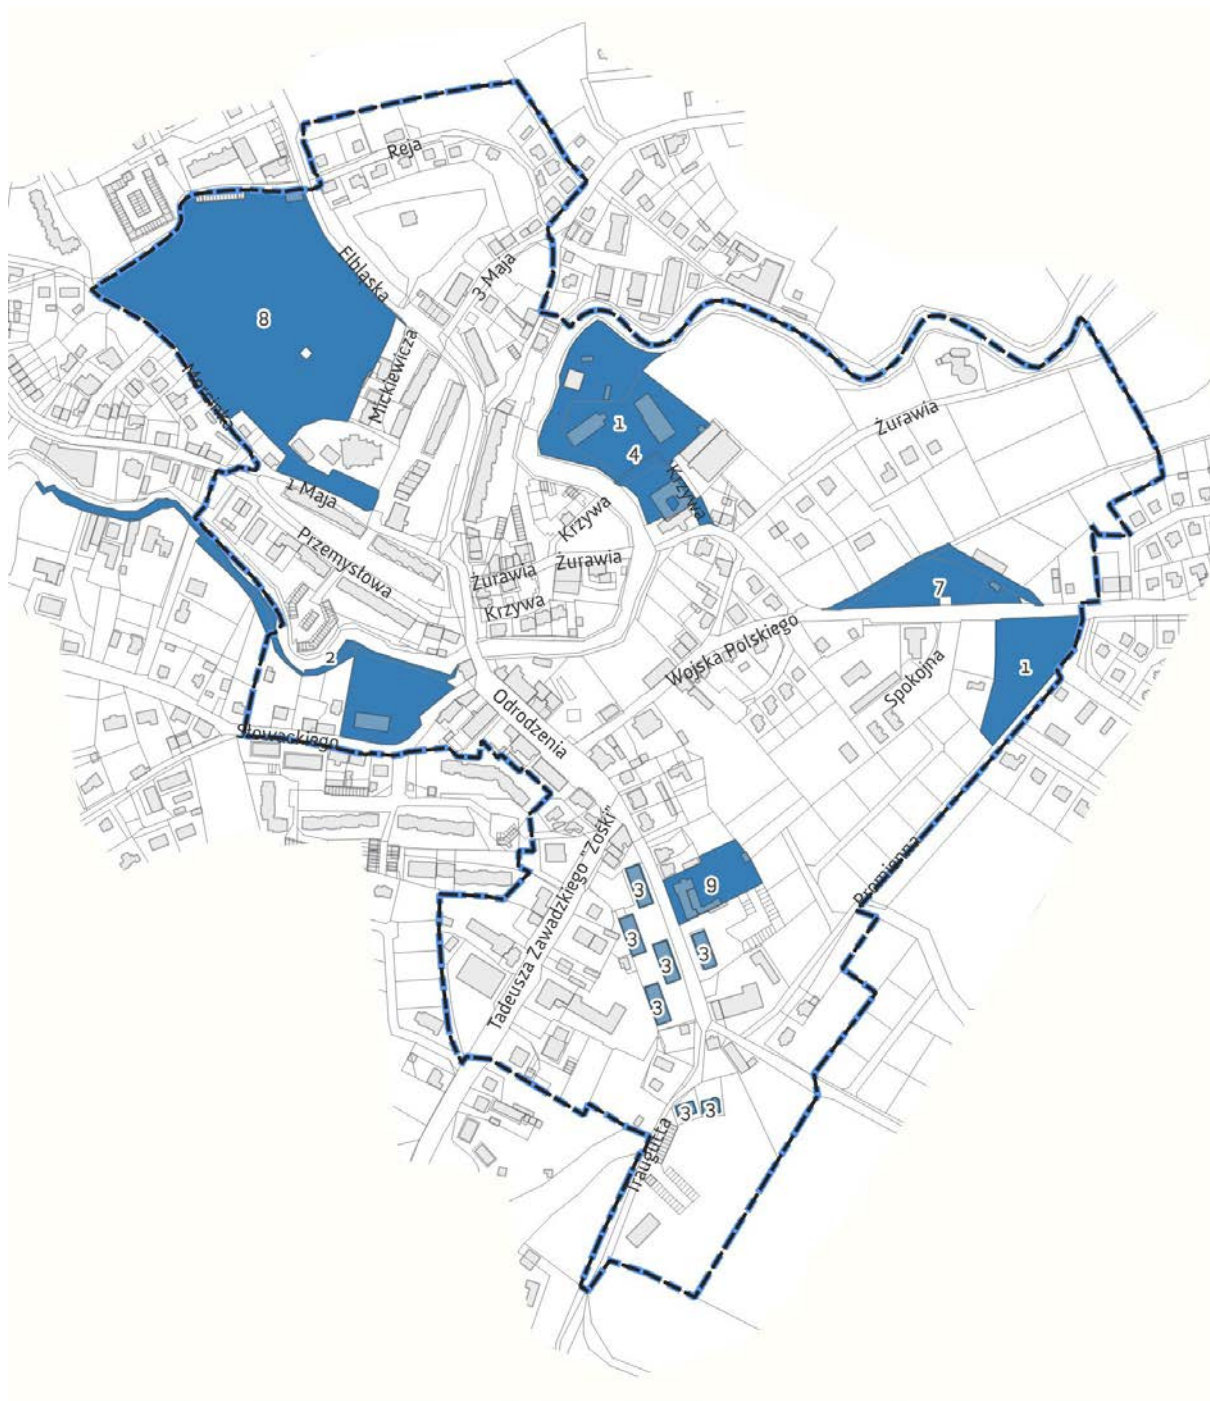 Reja
3 Maja
Elbląska
8
Mickiewicza
Morcinka
1
4
Żurawia
Krzywa
1 Maja
Krzywa
Przemysłowa
Żurawia
Żurawia
7
Krzywa
Wojska Polskiego
2
1
Spokojna
Odrodzenia
Słowackiego
Tadeusza Zawadzkiego "Zośki"
Promienna
3
9
3
3
3
3
3
3
Traugutta